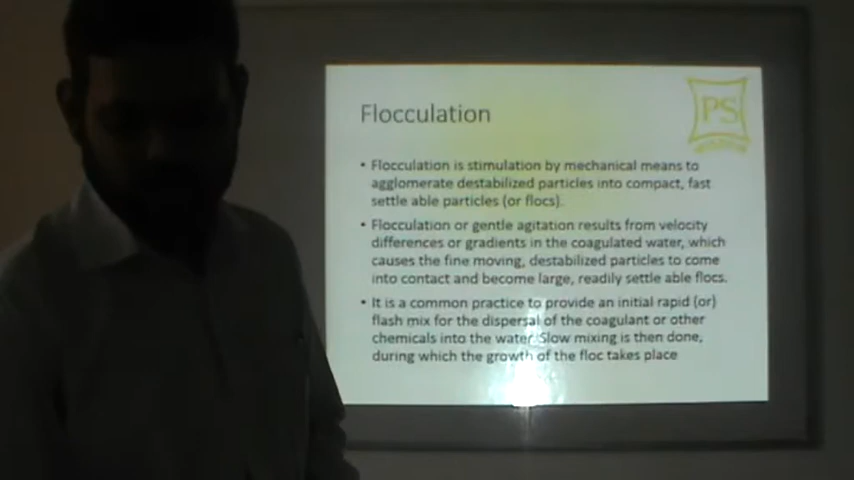 PS
Flocculation
• Flocculation is stimulation by mechanical means to
agglomerate destabilized particles into compact, fast
settle able particles (or flocs).
• Flocculation or gentle agitation results from velocity
differences or gradients in the coagulated water, which
causes the fine moving, destabilized particles to come
into contact and become large, readily settle able flocs.
• It is a common practice to provide an initial rapid (or)
flash mix for the dispersal of the coagulant or other
chemicals into the water. Slow mixing is then done,
during which the growth of the floc takes place